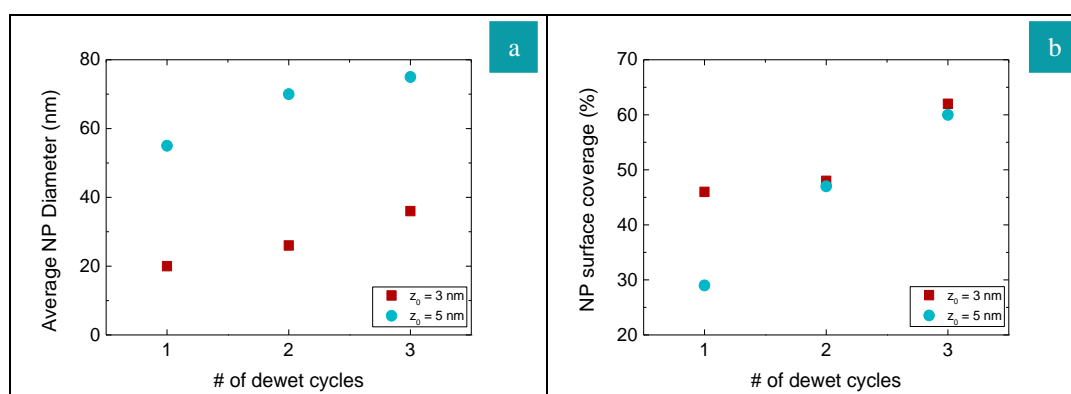 a
80
60
40
20
0
Average NP Diameter (nm)
1
2
3
# of dewet cycles
z0 = 3 nm
z0 = 5 nm
b
70
60
50
40
30
20
NP surface coverage (%)
1
2
3
# of dewet cycles
z0 = 3 nm
z0 = 5 nm